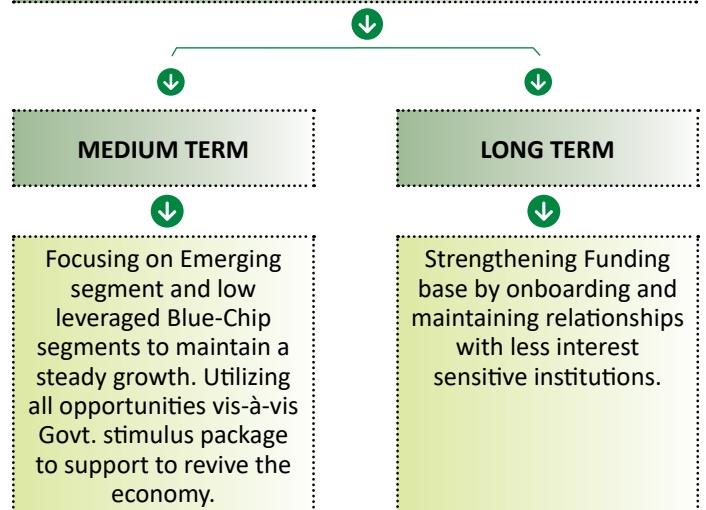 MEDIUM TERM
Focusing on Emerging
segment and low
leveraged Blue-Chip
segments to maintain a
steady growth. Utilizing
all opportunities vis-à-vis
Govt. stimulus package
to support to revive the
economy.
LONG TERM
Strengthening Funding
base by onboarding and
maintaining relationships
with less interest
sensitive institutions.